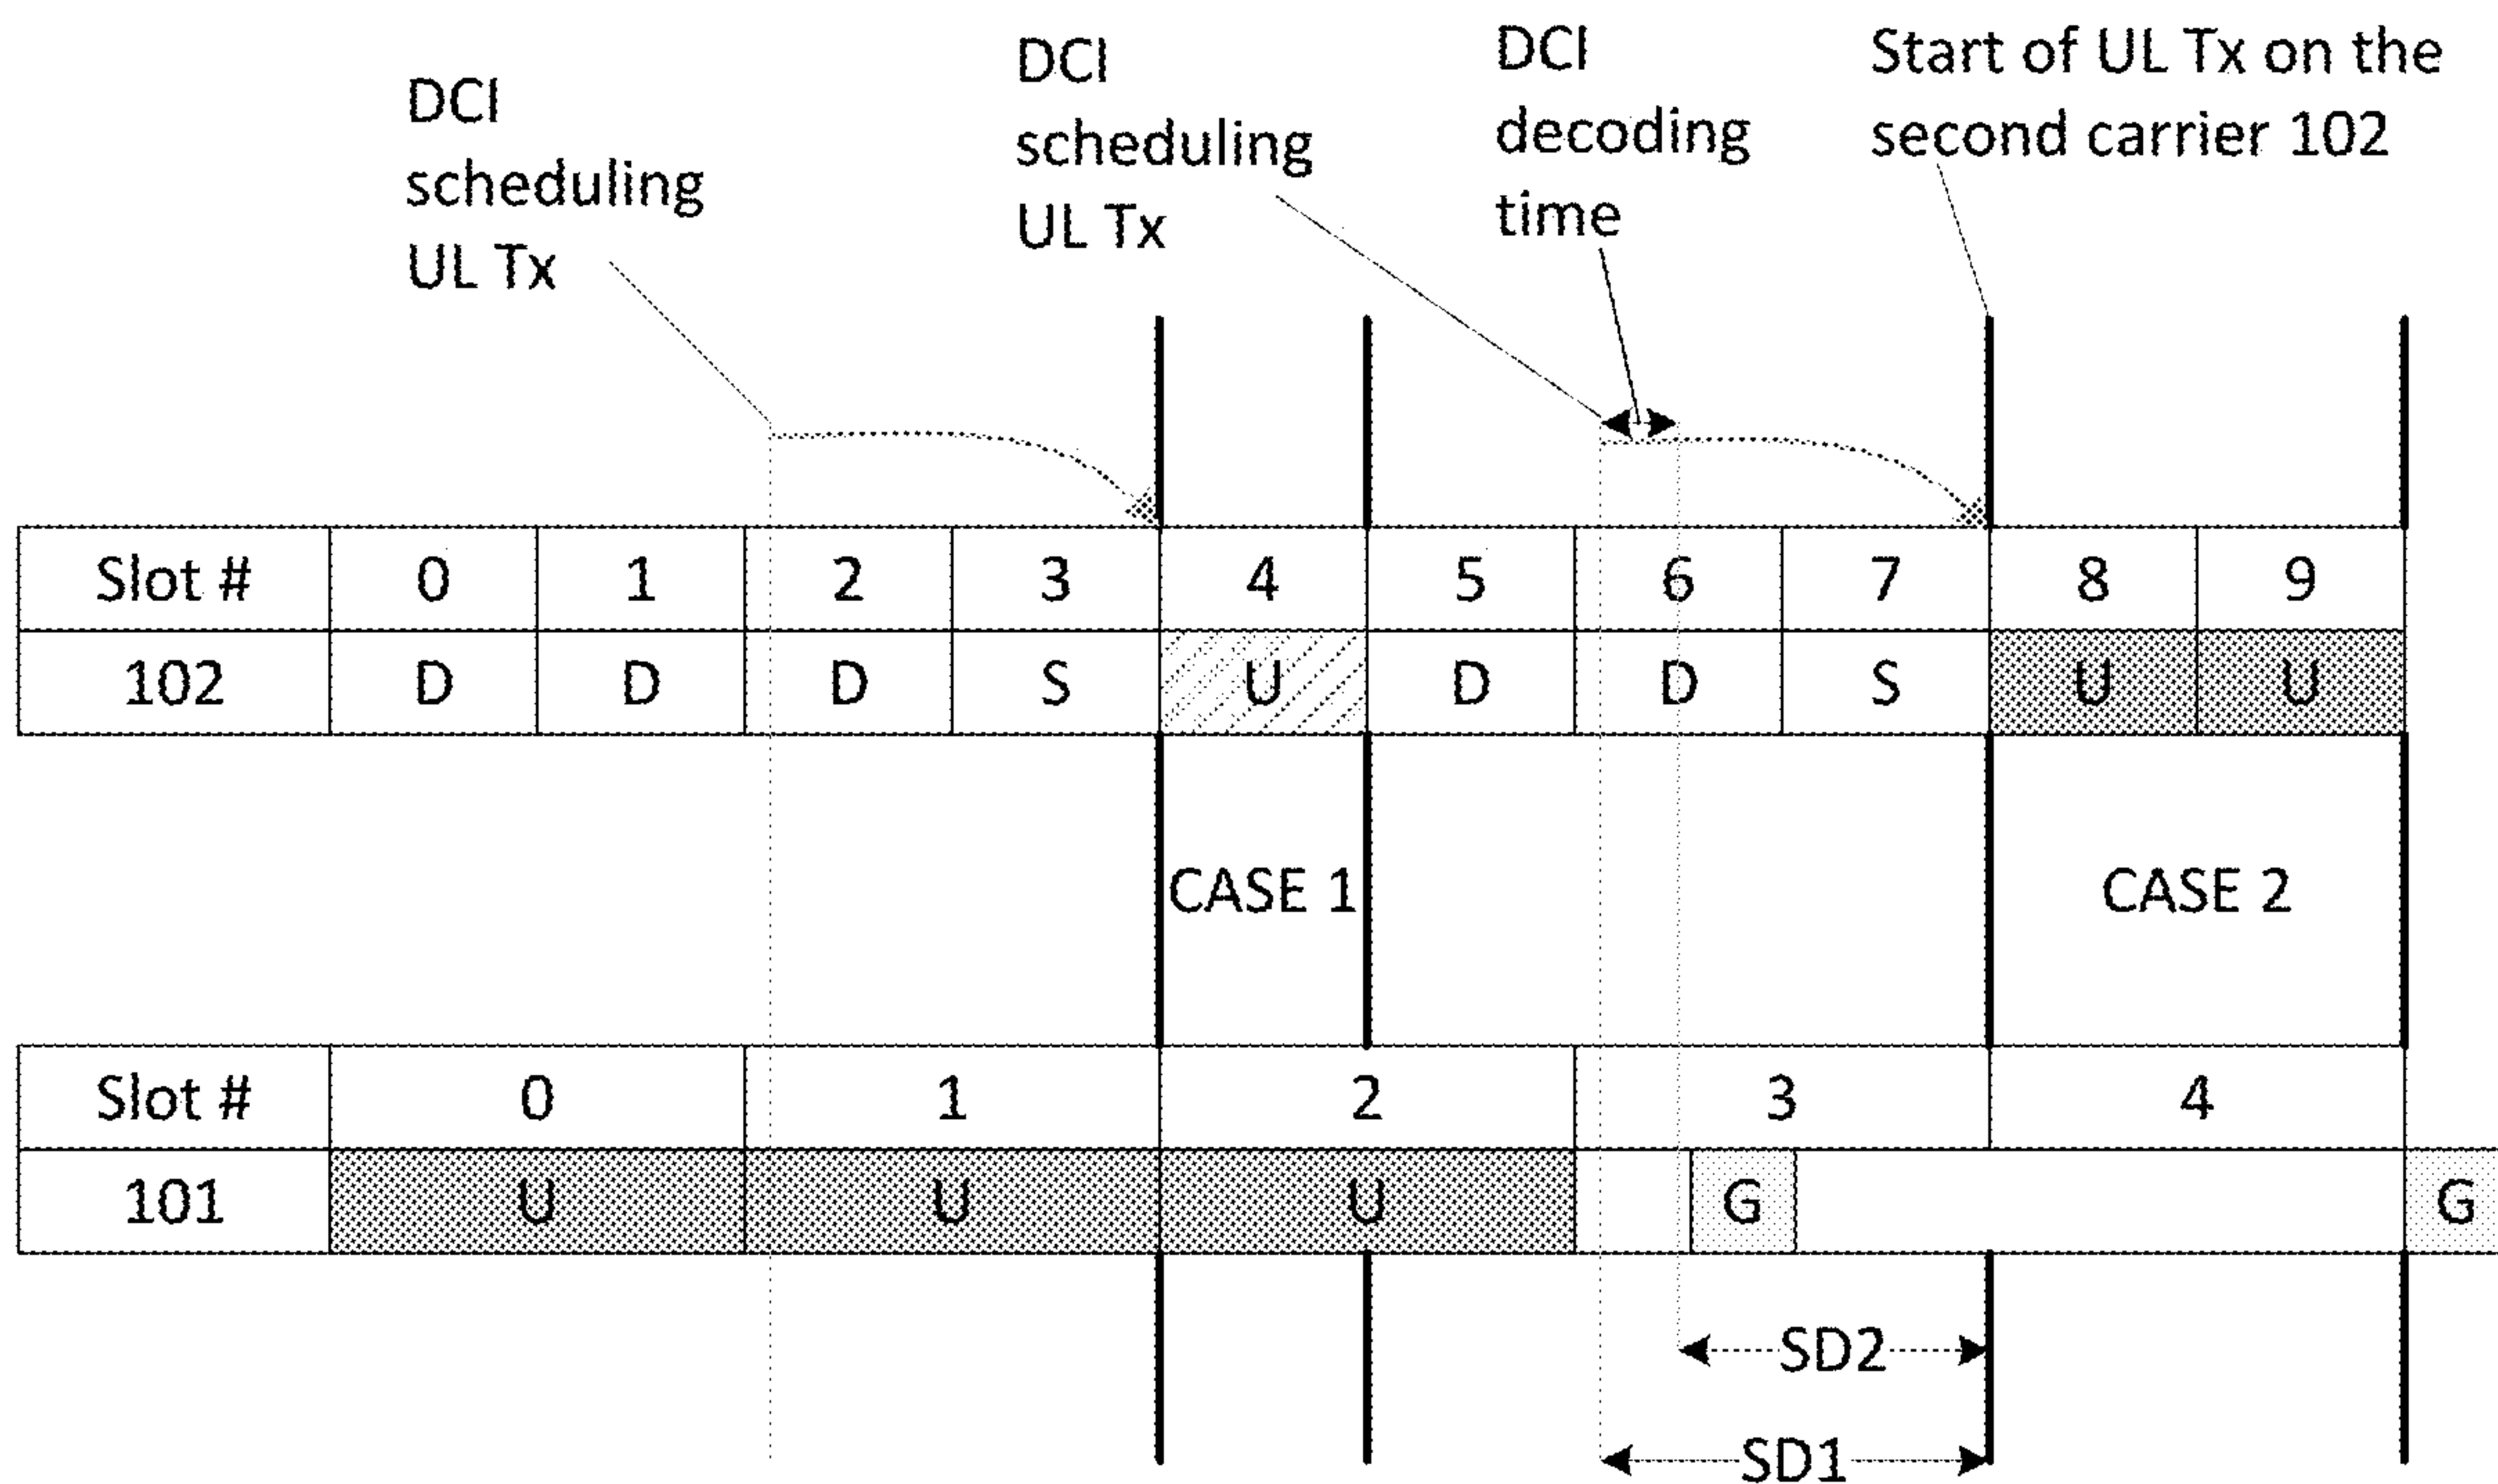 DCI
scheduling
UL Tx
DCI
scheduling
UL Tx
DCI
decoding
time
Start of UL Tx on the
second carrier 102
Slot # 0 1 2 3 4 5 6 7 8 9
102 D D D S U D D S U U
CASE 1 CASE 2
Slot # 0 1 2 3 4
101 U U U G G
SD2
SD1